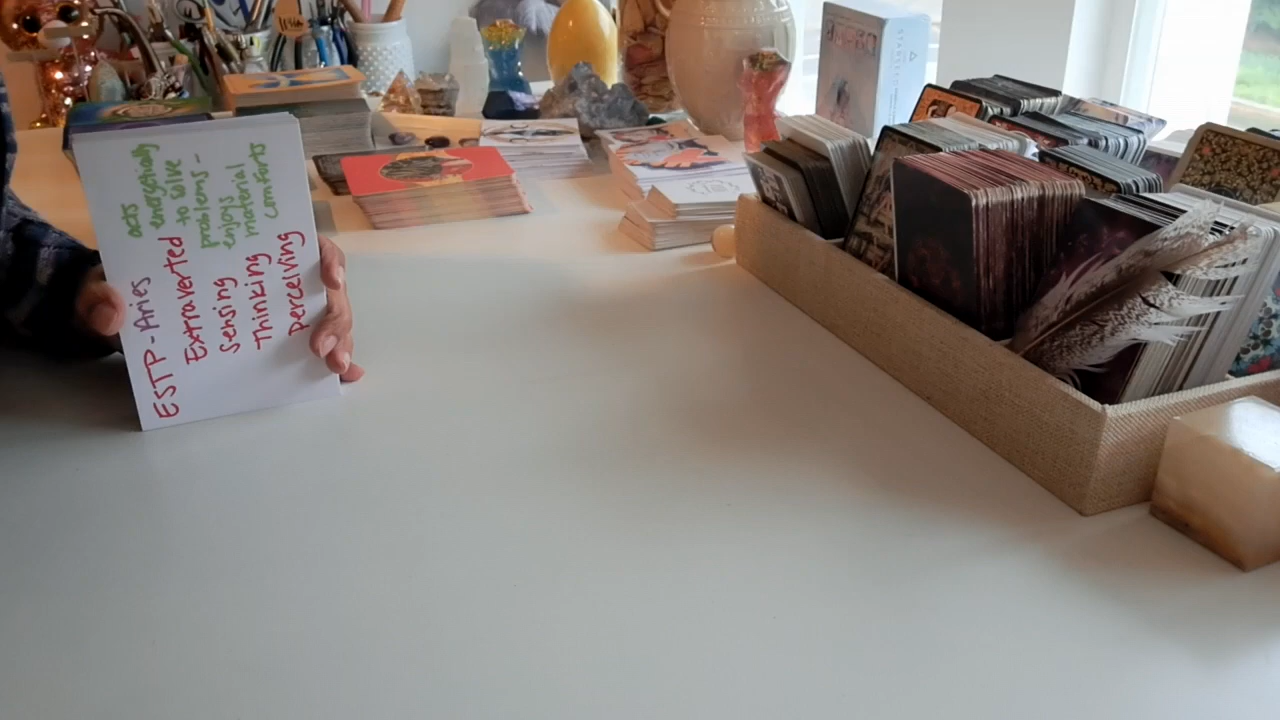 ESTP-Aries
Extraverted
Sensing
Thinking
Perceiving
acts
energetically
to solve
problems-
enjoys
material
comforts